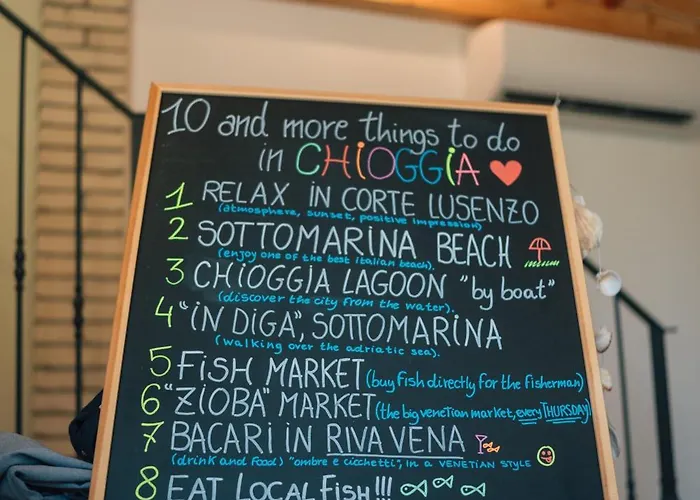 10 and more things to do
in CHiOGGiA
1 RELAX iN CORTE LUSENZO
(atmosphere, sunset, positive impression)
2 SOTTOMARiNA BEACH
(enjoy one of the best italian beach).
3 CHiOGGIA LAGOON "by boat"
(discover the city from the water).
4 "iN DiGA", SOTTOMARiNA
(walking over the adriatic sea).
5 FiSH MARKET (buy fish directly for the fisherman)
6 "ZiOBA" MARKET (the big venetian market, every THURSDAY)
7 BACARi iN RIVA VENA
(drink and food) "ombre e cicchetti", in a VENETIAN STYLE
8 EAT LOCAL FiSH!!!